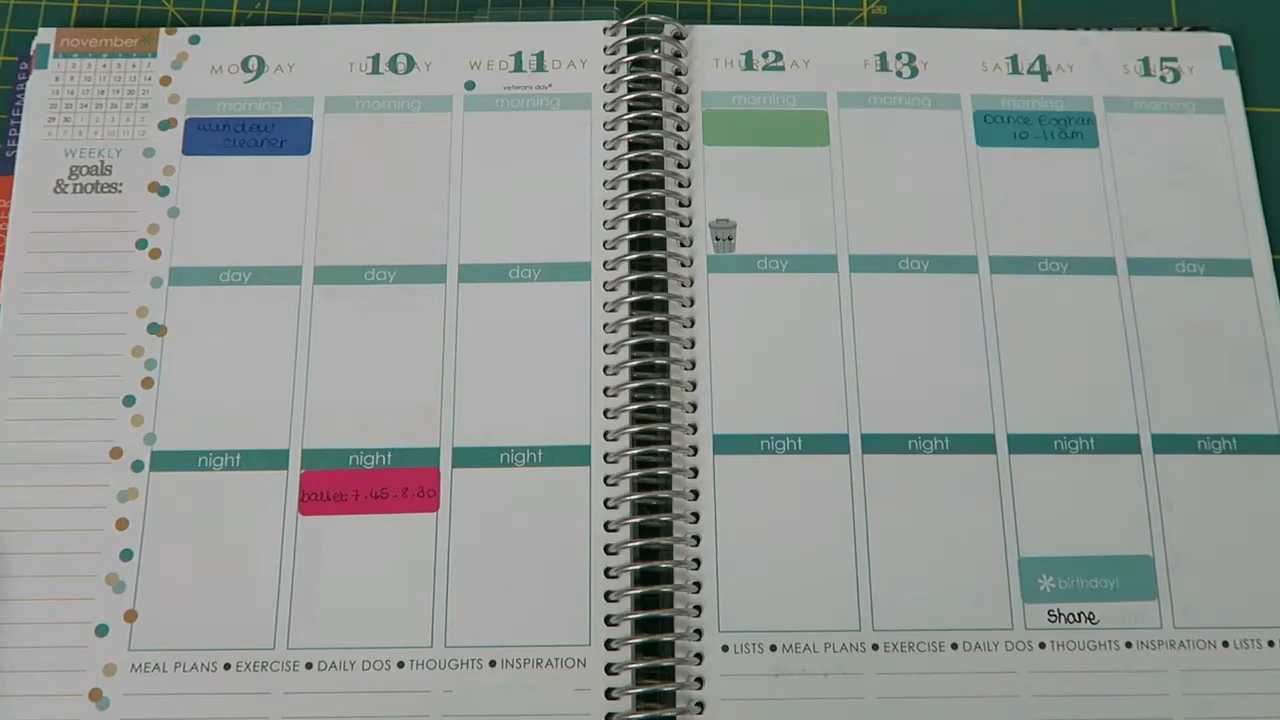 november
WEEKLY
goals
& notes:
MONDAY 9
TUESDAY 10
WEDNESDAY 11
veterans day
THURSDAY 12
FRIDAY 13
SATURDAY 14
SUNDAY 15
morning
morning
morning
morning
morning
morning
morning
window
cleaner
Dance Eoghan
10-11am
day
day
day
day
day
day
day
night
night
night
night
night
night
night
ballet 7.45-8.30
birthday!
Shane
MEAL PLANS ● EXERCISE ● DAILY DOS ● THOUGHTS ● INSPIRATION
● LISTS ● MEAL PLANS ● EXERCISE ● DAILY DOS ● THOUGHTS ● INSPIRATION ● LISTS ●
SEPTEMBER